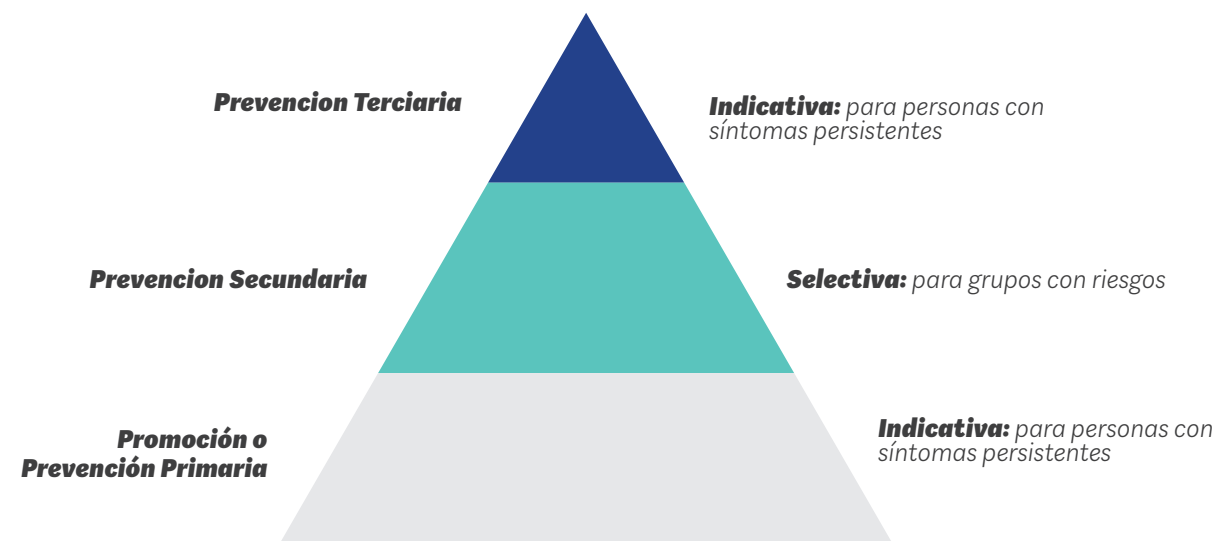 Prevencion Terciaria
Indicativa: para personas con
síntomas persistentes
Prevencion Secundaria
Selectiva: para grupos con riesgos
Promoción o
Prevención Primaria
Indicativa: para personas con
síntomas persistentes